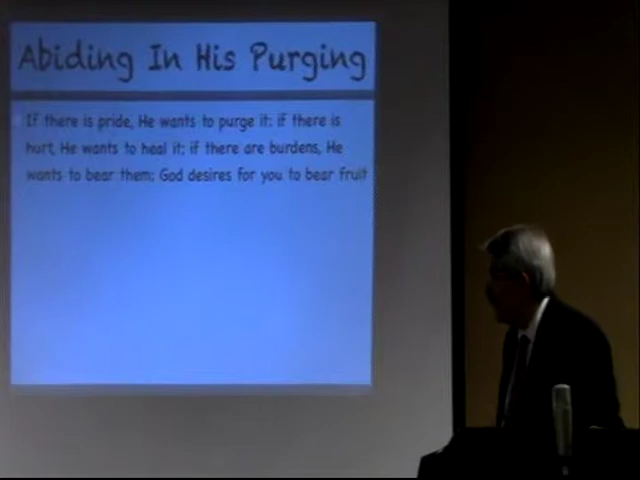 Abiding In His Purging
If there is pride, He wants to purge it; if there is
hurt, He wants to heal it; if there are burdens, He
wants to bear them; God desires for you to bear fruit